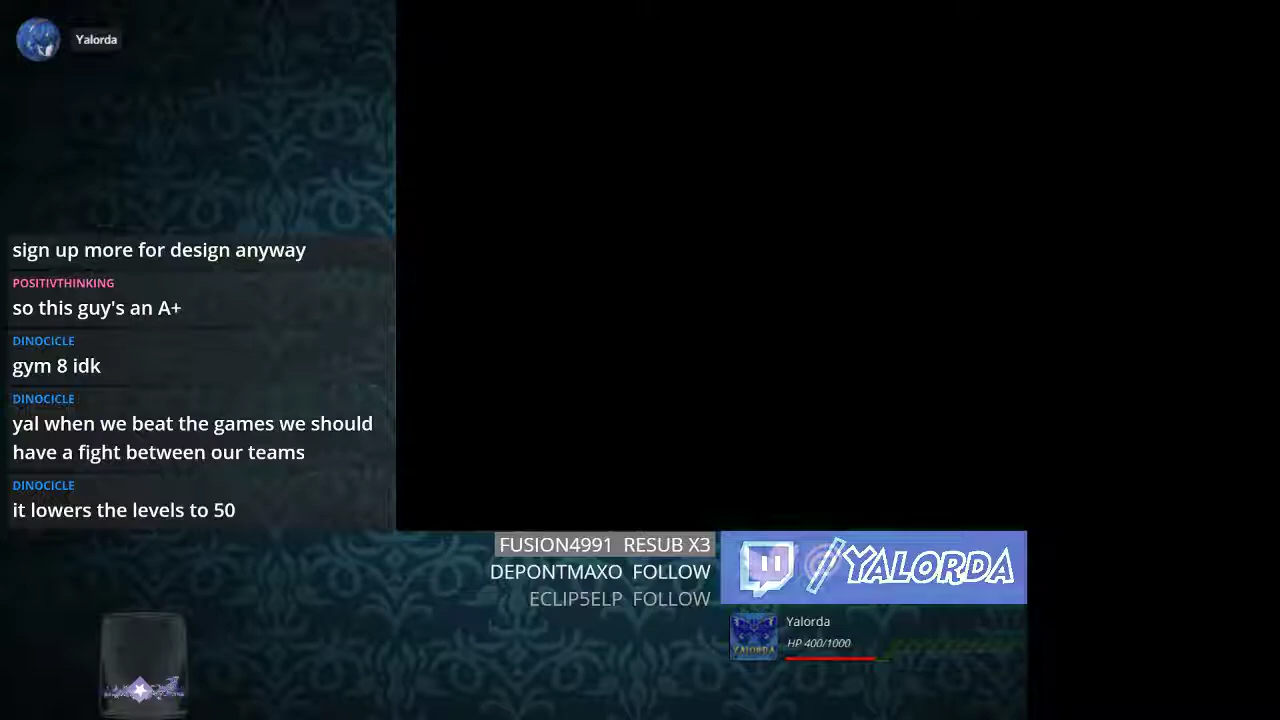 Yalorda
sign up more for design anyway
POSITIVTHINKING
so this guy's an A+
DINOCICLE
gym 8 idk
DINOCICLE
yal when we beat the games we should
have a fight between our teams
DINOCICLE
it lowers the levels to 50
FUSION4991 RESUB X3
DEPONTMAXO FOLLOW
ECLIP5ELP FOLLOW
/YALORDA
Yalorda
HP 400/1000
YALORDA